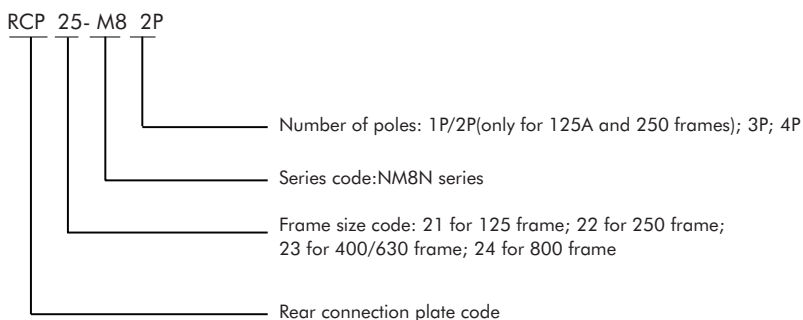 RCP 25- M8 2P
Number of poles: 1P/2P(only for 125A and 250 frames); 3P; 4P
Series code:NM8N series
Frame size code: 21 for 125 frame; 22 for 250 frame;
23 for 400/630 frame; 24 for 800 frame
Rear connection plate code